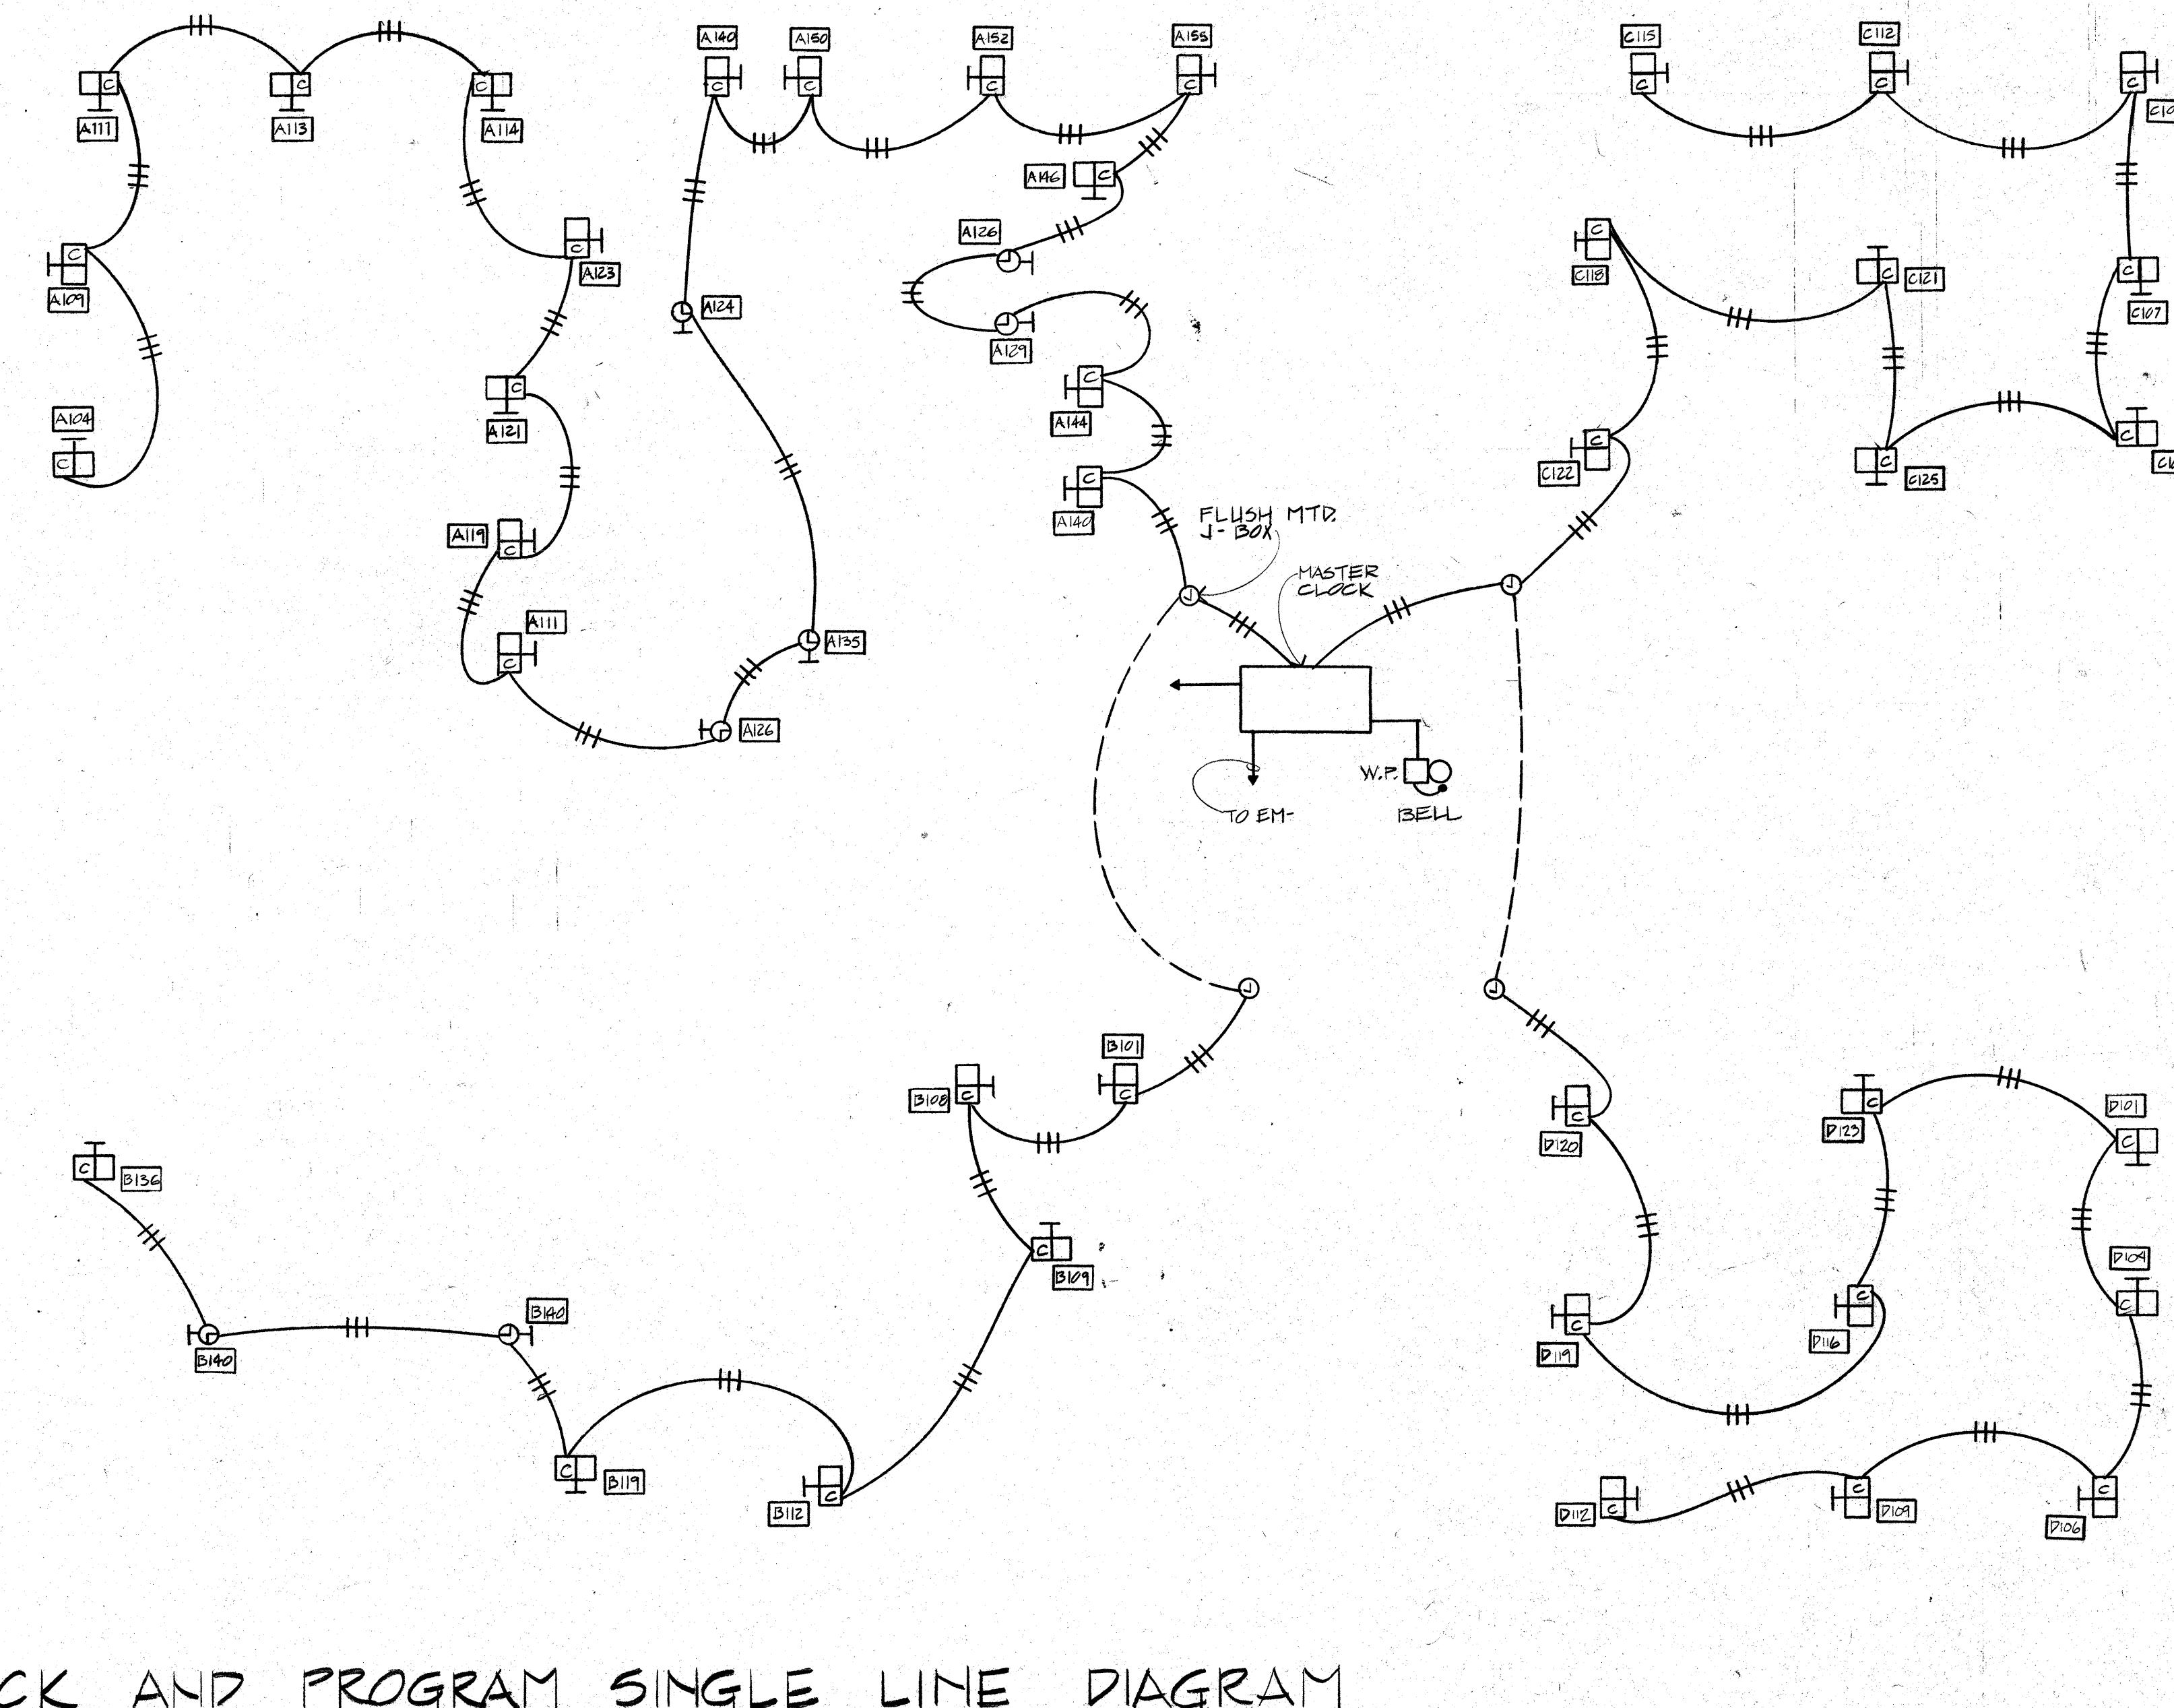 A140
A150
A152
A155
C115
C112
C
A111
C
A113
C
A114
C
C
C
C
C
C
C
A146
C
A126
C118
C
C121
C
C107
C
A109
C
A123
C
A124
A129
A144
C
A104
C
A121
C
A140
C
C122
C
C125
C
C
A119
C
FLUSH MTD.
J-BOX
MASTER
CLOCK
J
J
A111
C
A135
A126
W.P.
TO EM-
BELL
J
J
B101
C
B108
C
D120
C
D123
C
D101
C
B136
C
B109
C
D104
C
B140
B140
D119
C
D116
C
B119
C
B112
C
D112
C
D109
C
D106
C
CK AND PROGRAM SINGLE LINE DIAGRAM